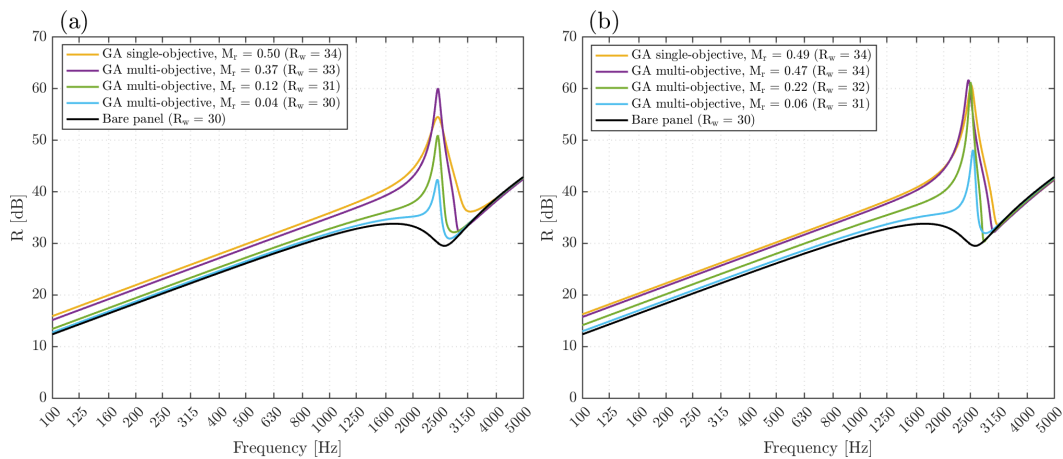 (a)
70
60
50
40
30
20
10
0
R [dB]
GA single-objective, Mr = 0.50 (Rw = 34)
GA multi-objective, Mr = 0.37 (Rw = 33)
GA multi-objective, Mr = 0.12 (Rw = 31)
GA multi-objective, Mr = 0.04 (Rw = 30)
Bare panel (Rw = 30)
100 125 160 200 250 315 400 500 630 800 1000 1250 1600 2000 2500 3150 4000 5000
Frequency [Hz]
(b)
70
60
50
40
30
20
10
0
R [dB]
GA single-objective, Mr = 0.49 (Rw = 34)
GA multi-objective, Mr = 0.47 (Rw = 34)
GA multi-objective, Mr = 0.22 (Rw = 32)
GA multi-objective, Mr = 0.06 (Rw = 31)
Bare panel (Rw = 30)
100 125 160 200 250 315 400 500 630 800 1000 1250 1600 2000 2500 3150 4000 5000
Frequency [Hz]